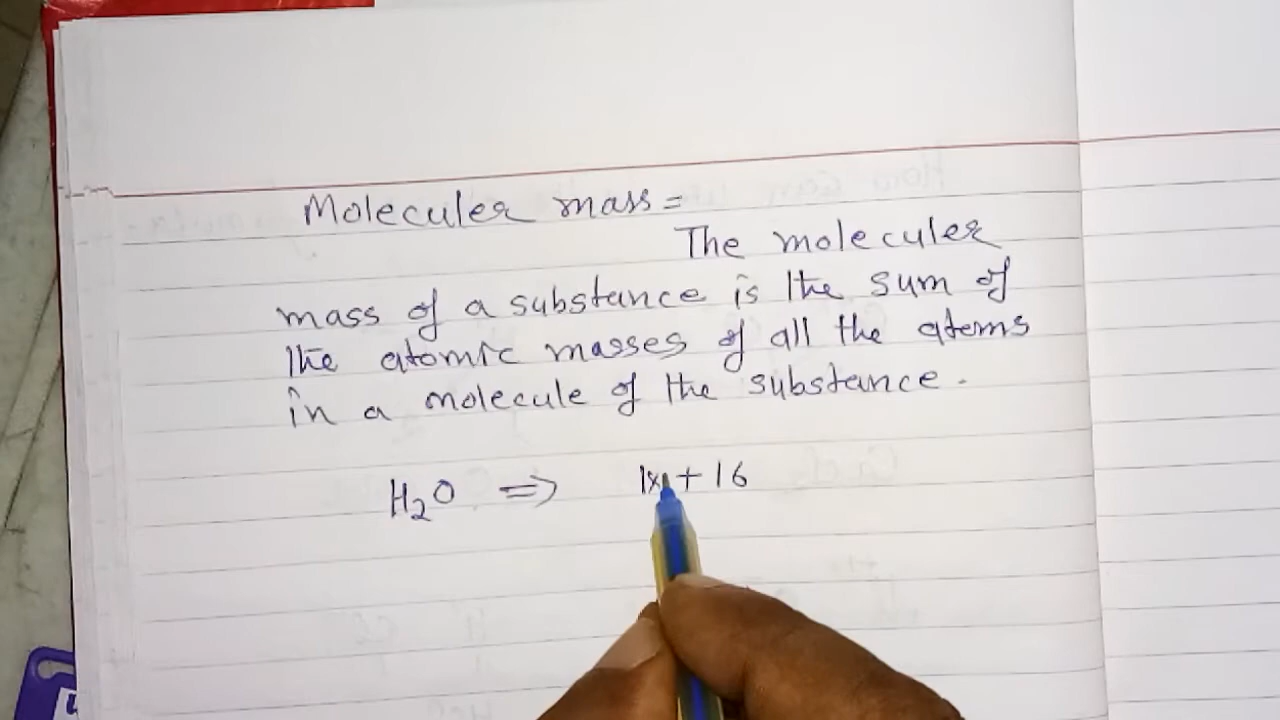 Moleculer mass =
The moleculer
mass of a substance is the sum of
the atomic masses of all the atoms
in a molecule of the substance.
H₂O ⇒ 1x + 16